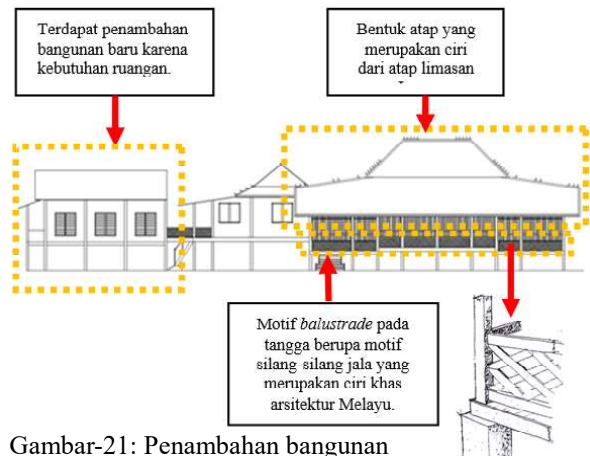 Terdapat penambahan
bangunan baru karena
kebutuhan ruangan.
Bentuk atap yang
merupakan ciri
dari atap limasan
Motif balustrade pada
tangga berupa motif
silang silang jala yang
merupakan ciri khas
arsitektur Melayu.
Gambar-21: Penambahan bangunan